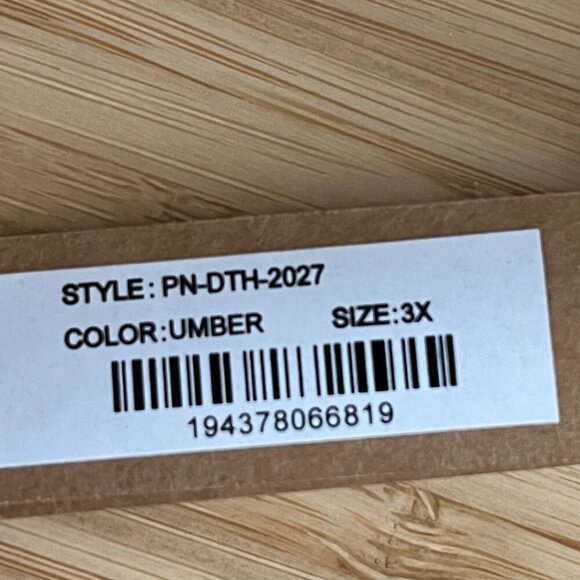 STYLE: PN-DTH-2027
COLOR:UMBER SIZE:3X
194378066819